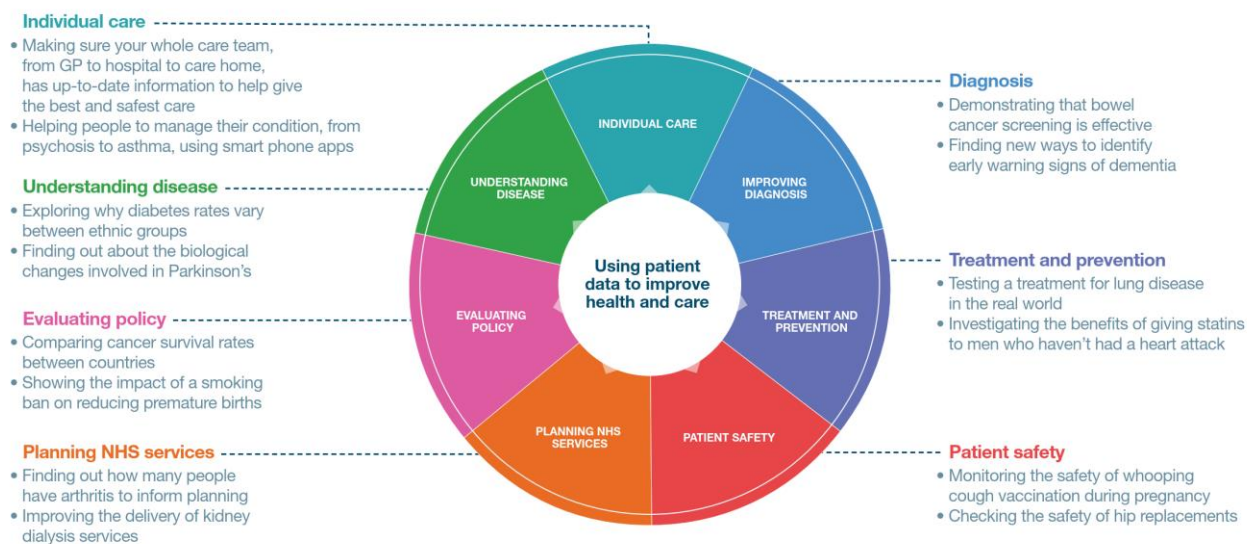 Individual care
• Making sure your whole care team,
from GP to hospital to care home,
has up-to-date information to help give
the best and safest care
• Helping people to manage their condition, from
psychosis to asthma, using smart phone apps
Understanding disease
• Exploring why diabetes rates vary
between ethnic groups
• Finding out about the biological
changes involved in Parkinson’s
Evaluating policy
• Comparing cancer survival rates
between countries
• Showing the impact of a smoking
ban on reducing premature births
Planning NHS services
• Finding out how many people
have arthritis to inform planning
• Improving the delivery of kidney
dialysis services
INDIVIDUAL CARE
UNDERSTANDING
DISEASE
IMPROVING
DIAGNOSIS
Using patient
data to improve
health and care
EVALUATING
POLICY
TREATMENT AND
PREVENTION
PLANNING NHS
SERVICES
PATIENT SAFETY
Diagnosis
• Demonstrating that bowel
cancer screening is effective
• Finding new ways to identify
early warning signs of dementia
Treatment and prevention
• Testing a treatment for lung disease
in the real world
• Investigating the benefits of giving statins
to men who haven’t had a heart attack
Patient safety
• Monitoring the safety of whooping
cough vaccination during pregnancy
• Checking the safety of hip replacements